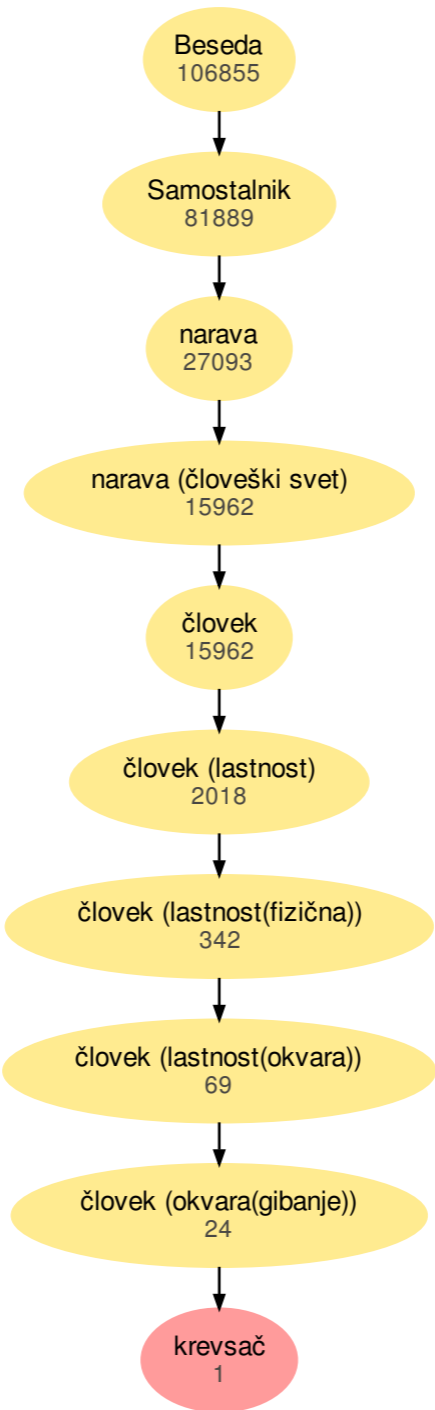 Beseda
106855
Samostalnik
81889
narava
27093
narava (človeški svet)
15962
človek
15962
človek (lastnost)
2018
človek (lastnost(fizična))
342
človek (lastnost(okvara))
69
človek (okvara(gibanje))
24
krevsač
1